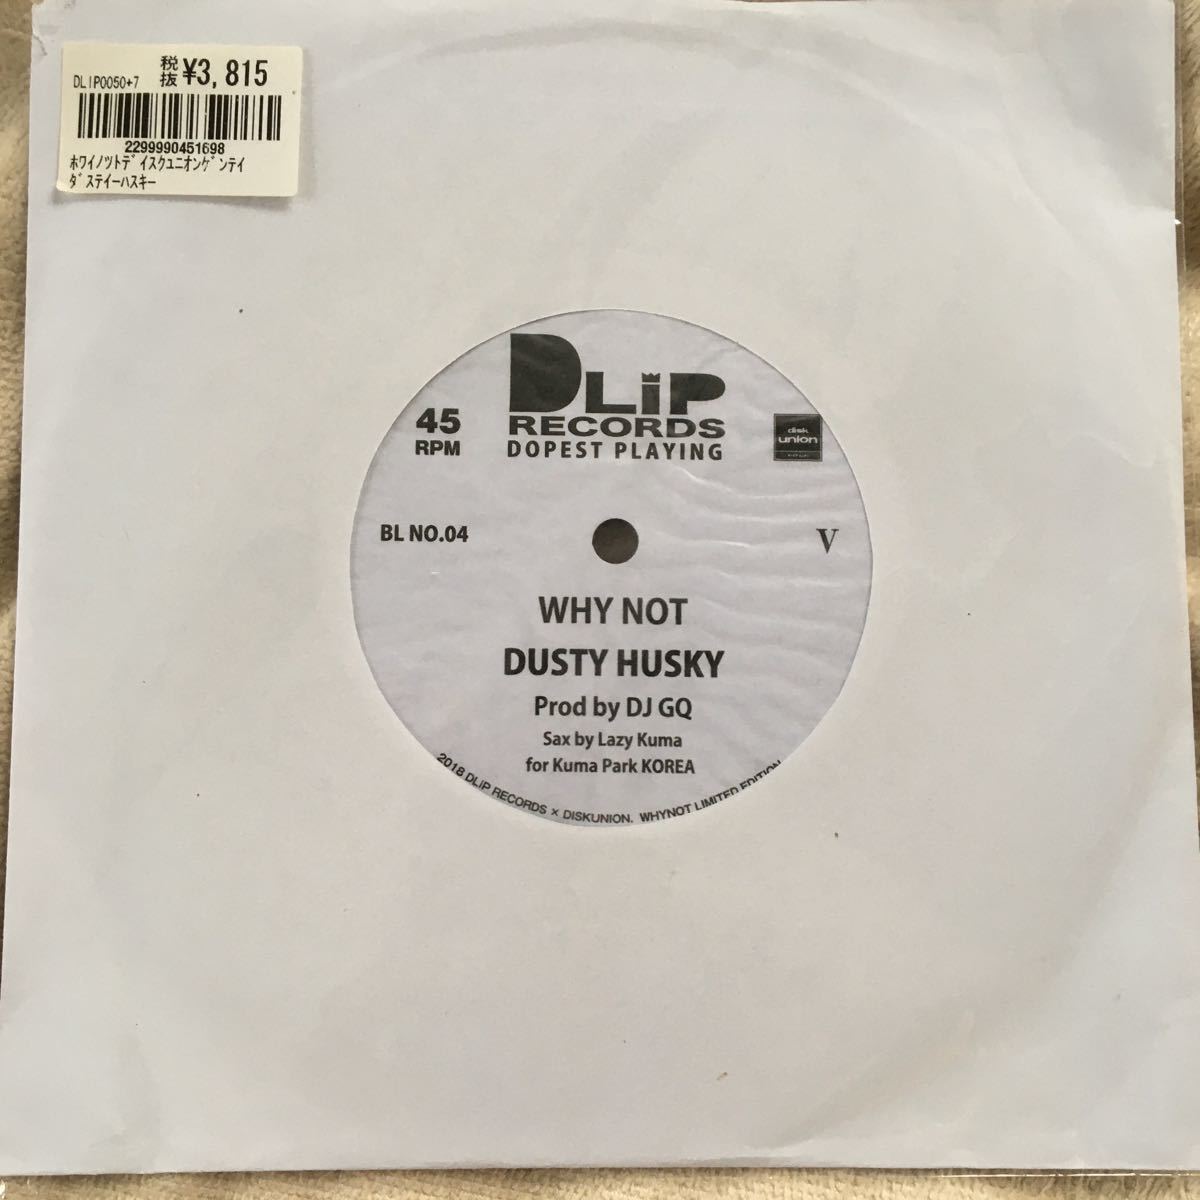 DLIP0050+7 税抜 ¥3,815
2299990451698
ﾎﾜｲﾉﾂﾄﾃﾞｲｽｸﾕﾆｵﾝｹﾞﾝﾃｲ
ﾀﾞｽﾃｲｰﾊｽｷｰ
DLiP
RECORDS
DOPEST PLAYING
45
RPM
disk
union
BL NO.04
V
WHY NOT
DUSTY HUSKY
Prod by DJ GQ
Sax by Lazy Kuma
for Kuma Park KOREA
2018 DLiP RECORDS × DISKUNION. WHYNOT LIMITED EDITION